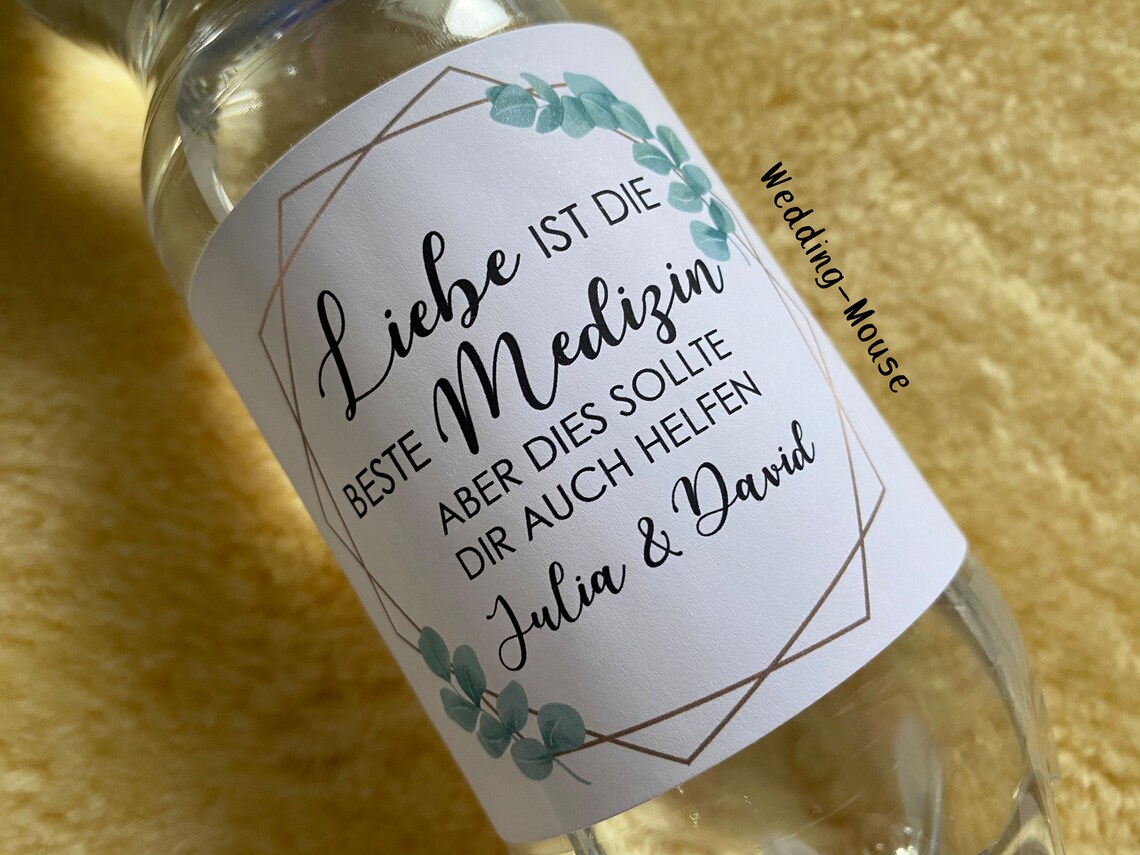 Liebe IST DIE
BESTE Medizin
ABER DIES SOLLTE
DIR AUCH HELFEN
Julia & David
Wedding-Mouse